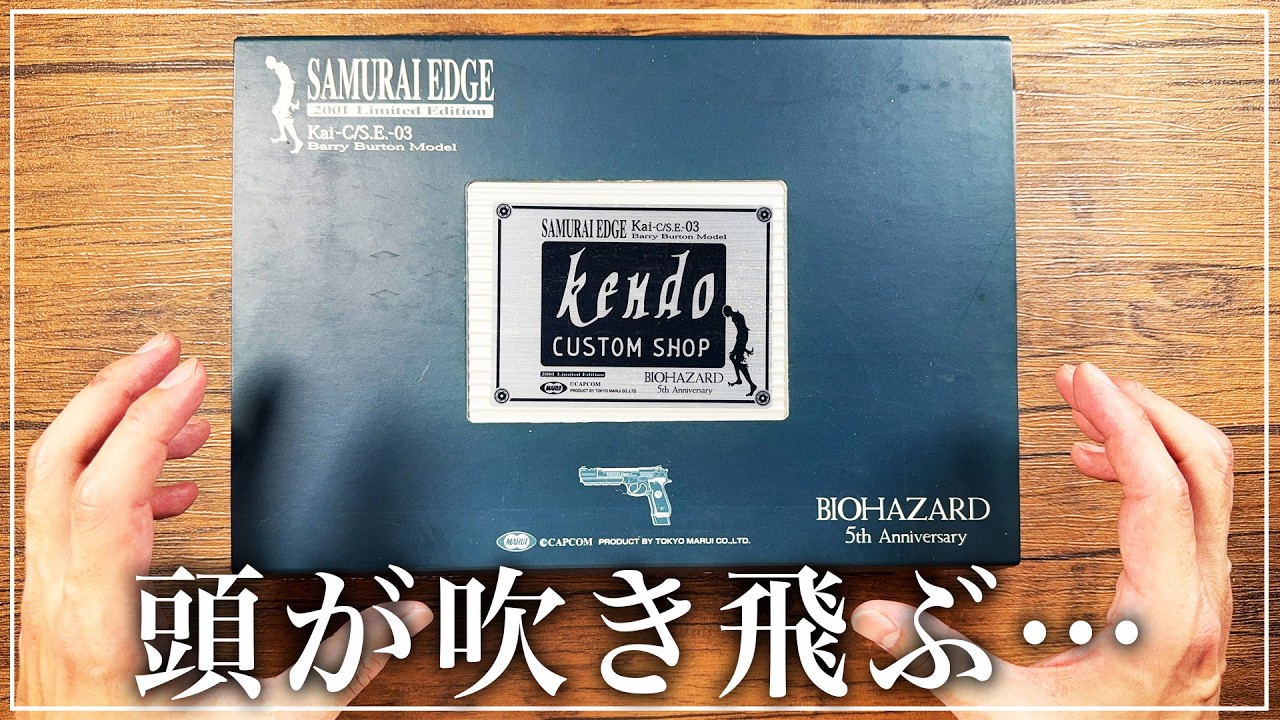 SAMURAI EDGE
2001 Limited Edition
Kai-C/S.E.-03
Barry Burton Model
SAMURAI EDGE Kai-C/S.E.-03
Barry Burton Model
kendo
CUSTOM SHOP
2001 Limited Edition
BIOHAZARD
5th Anniversary
MARUI ©CAPCOM
PRODUCT BY TOKYO MARUI CO.,LTD.
BIOHAZARD
5th Anniversary
MARUI ©CAPCOM PRODUCT BY TOKYO MARUI CO.,LTD.
頭が吹き飛ぶ…